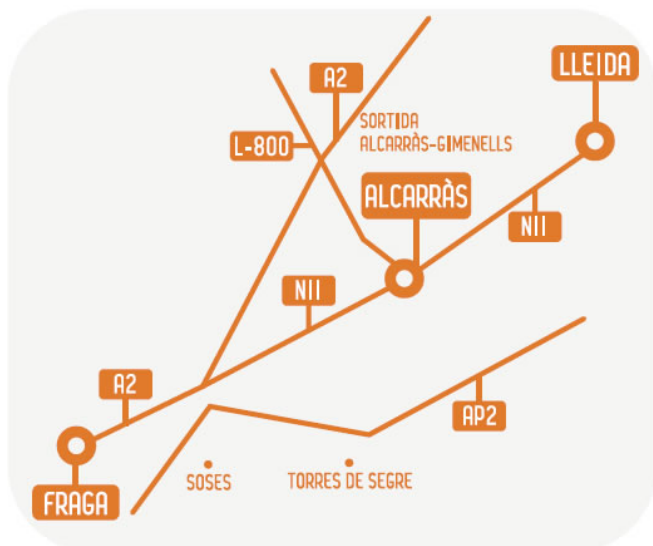 LLEIDA
A2
SORTIDA
ALCARRÀS-GIMENELLS
L-800
ALCARRÀS
NII
NII
A2
AP2
SOSES
TORRES DE SEGRE
FRAGA